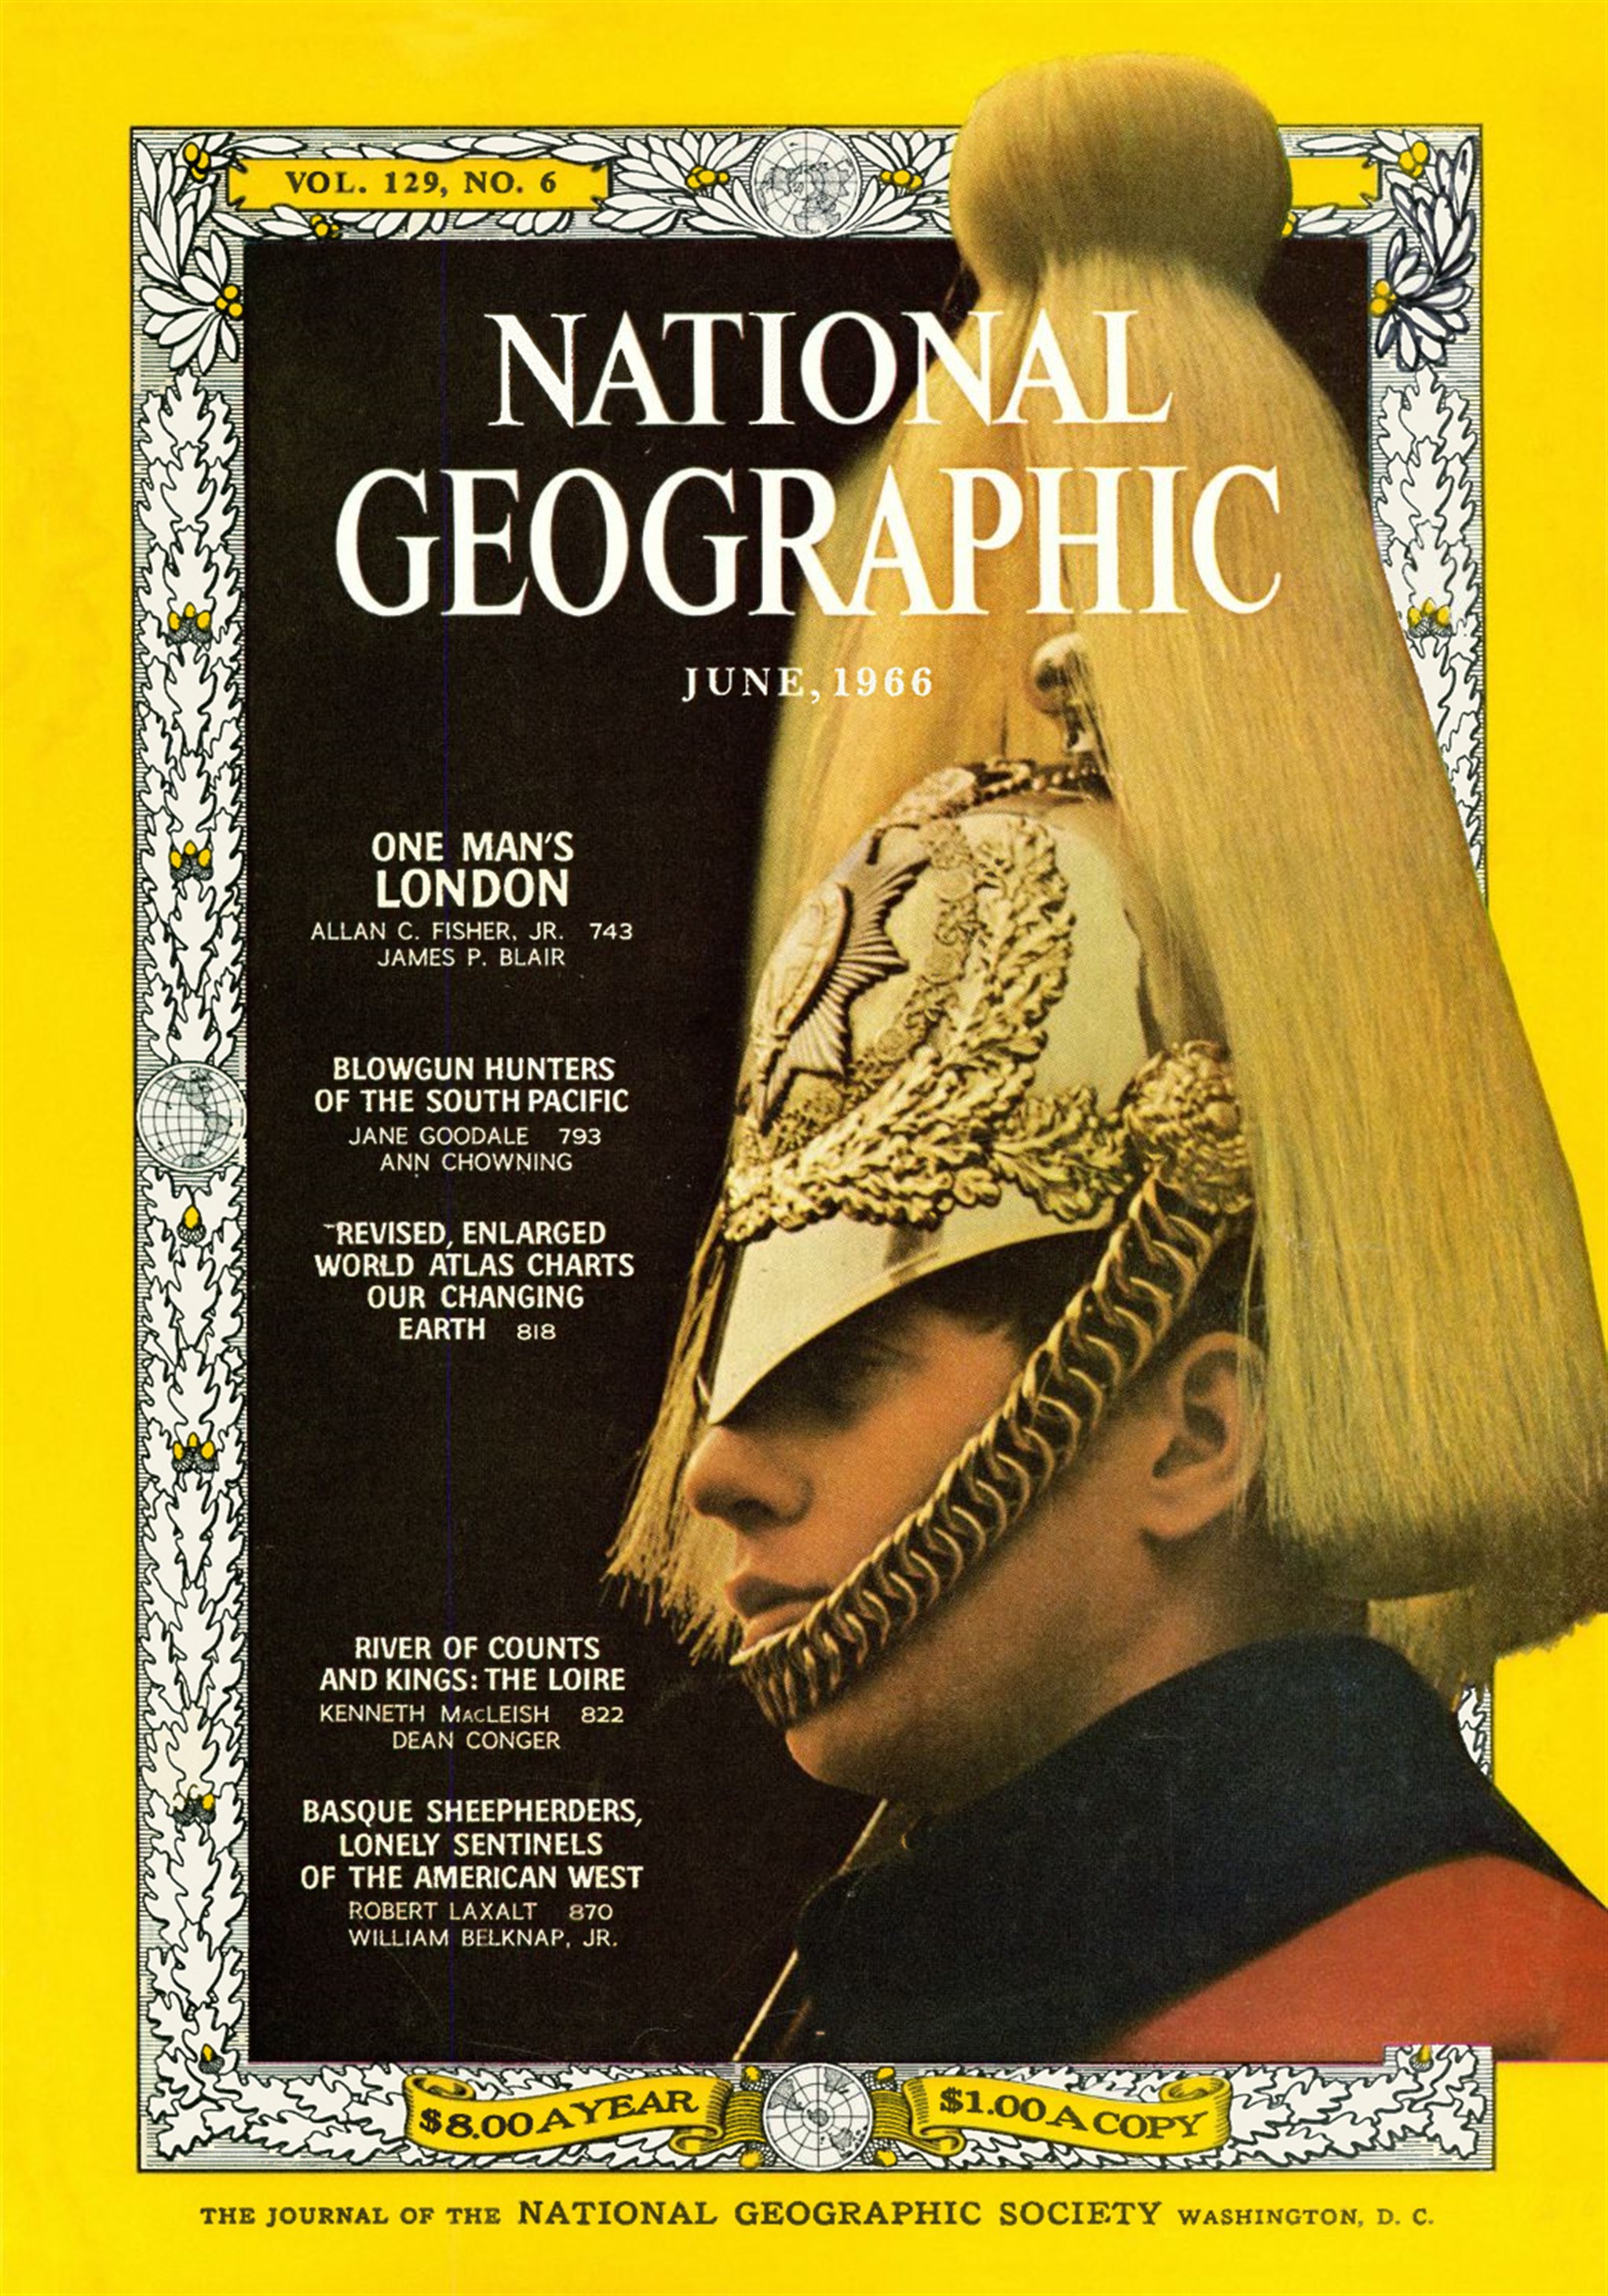 VOL. 129, NO. 6
NATIONAL
GEOGRAPHIC
JUNE, 1966
ONE MAN'S
LONDON
ALLAN C. FISHER, JR. 743
JAMES P. BLAIR
BLOWGUN HUNTERS
OF THE SOUTH PACIFIC
JANE GOODALE 793
ANN CHOWNING
REVISED, ENLARGED
WORLD ATLAS CHARTS
OUR CHANGING
EARTH 818
RIVER OF COUNTS
AND KINGS: THE LOIRE
KENNETH MacLEISH 822
DEAN CONGER
BASQUE SHEEPHERDERS,
LONELY SENTINELS
OF THE AMERICAN WEST
ROBERT LAXALT 870
WILLIAM BELKNAP, JR.
$8.00 A YEAR
$1.00 A COPY
THE JOURNAL OF THE NATIONAL GEOGRAPHIC SOCIETY WASHINGTON, D. C.